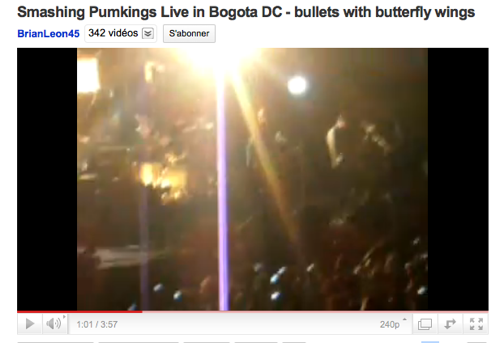 Smashing Pumkings Live in Bogota DC - bullets with butterfly wings
BrianLeon45 342 vidéos S'abonner
1:01 / 3:57 240p